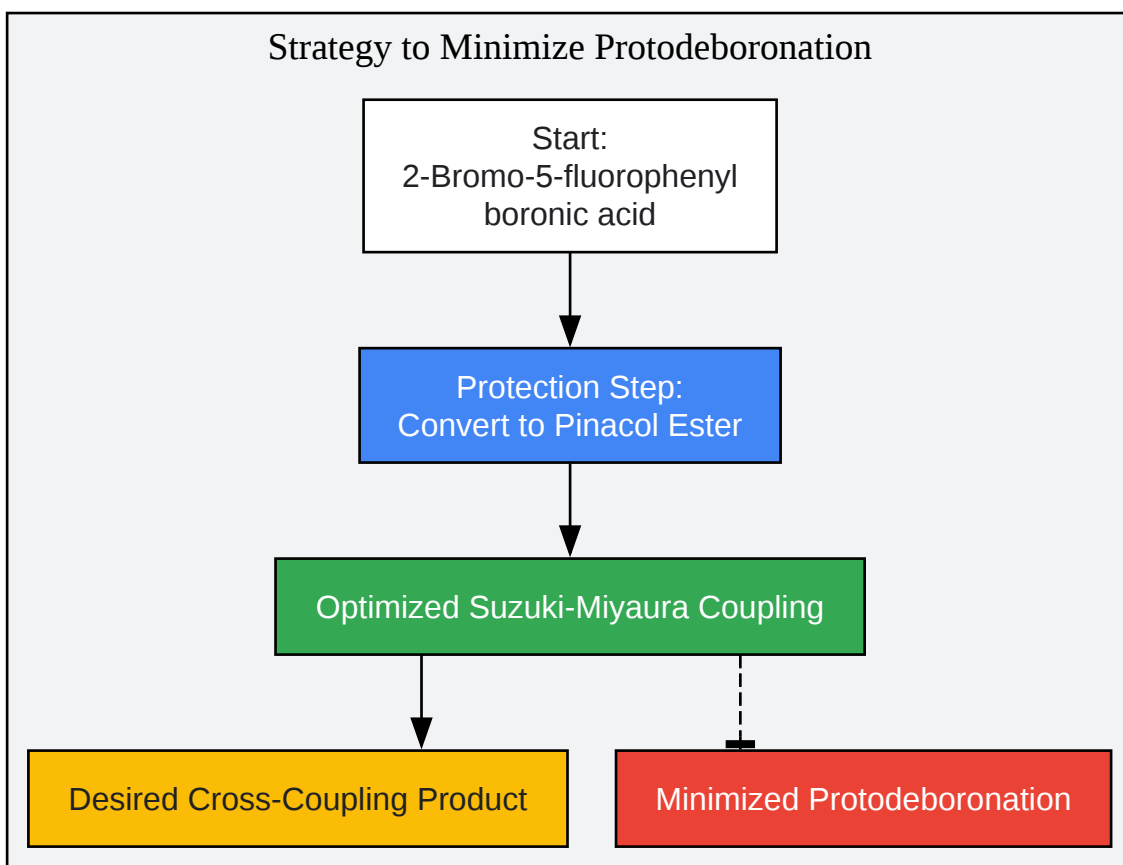 Strategy to Minimize Protodeboronation
Start:
2-Bromo-5-fluorophenyl
boronic acid
Protection Step:
Convert to Pinacol Ester
Optimized Suzuki-Miyaura Coupling
Desired Cross-Coupling Product
Minimized Protodeboronation